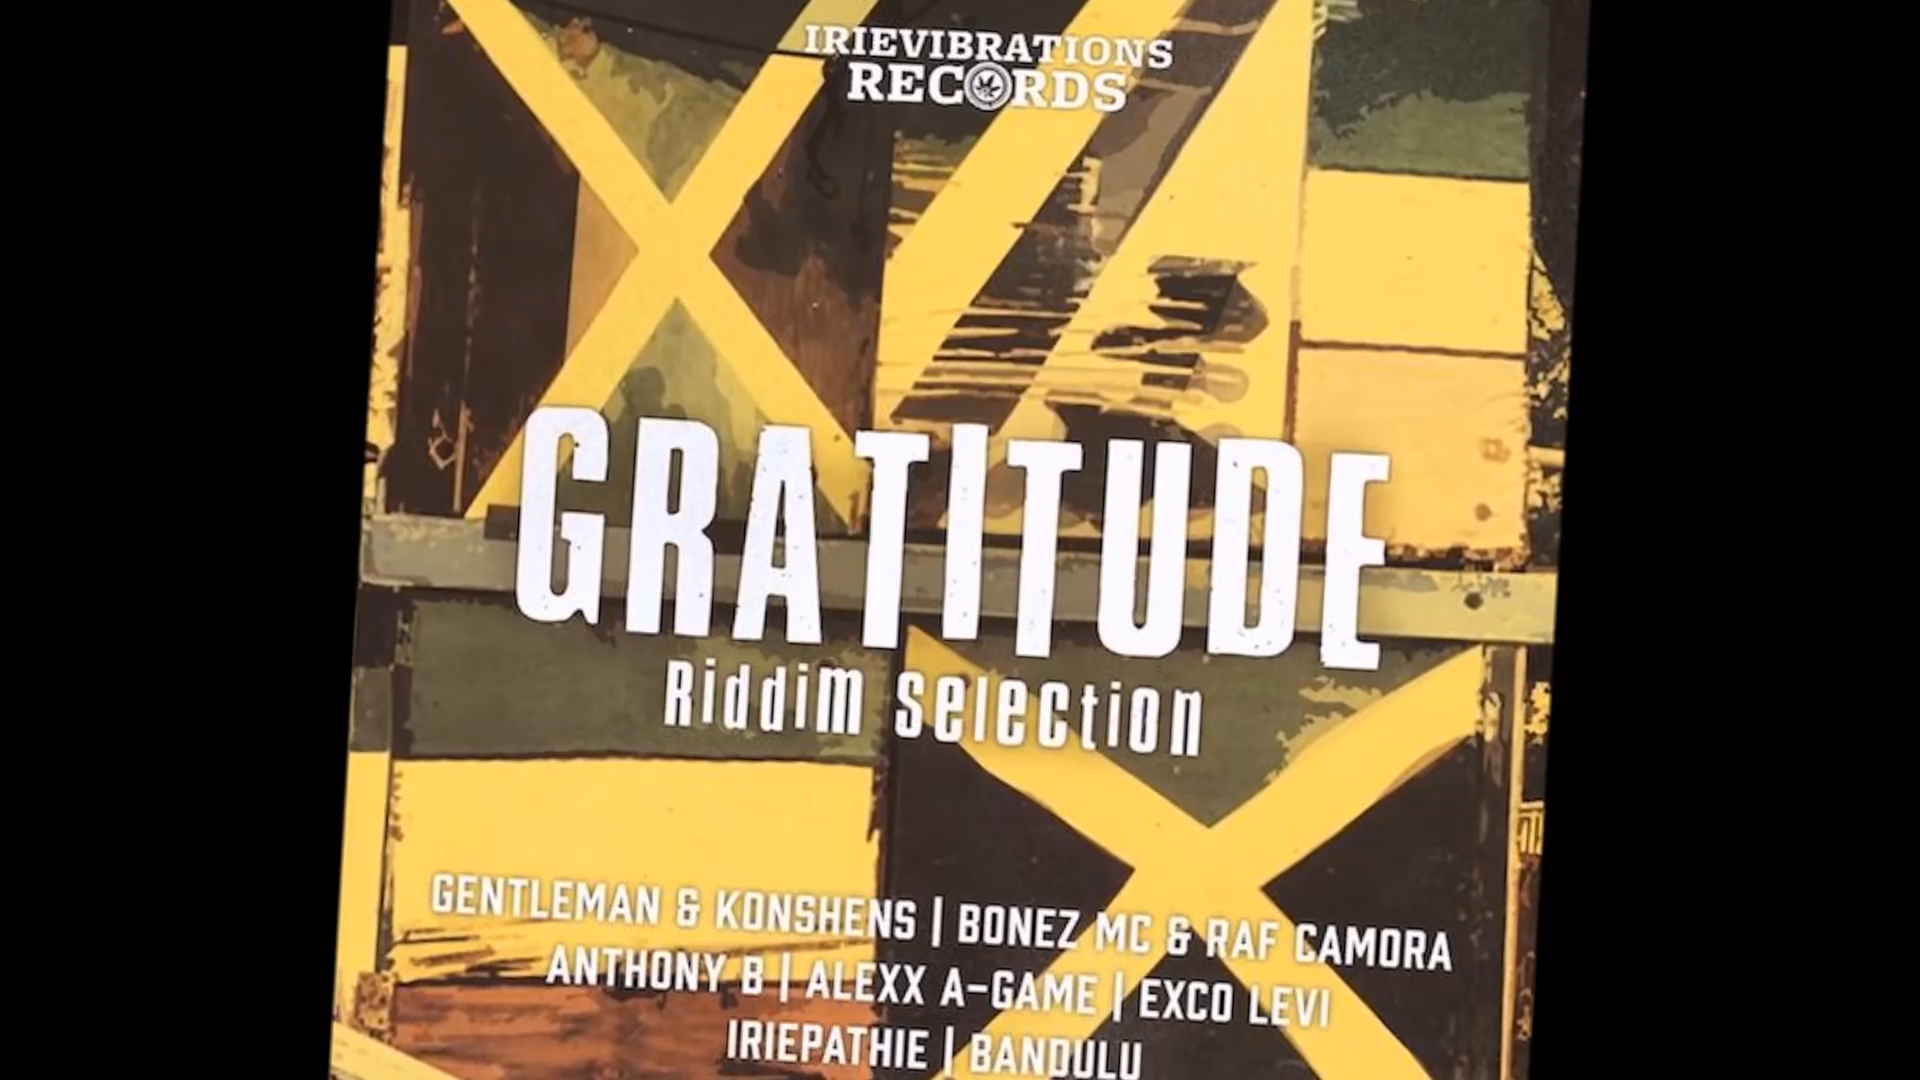 IRIEVIBRATIONS
RECORDS
GRATITUDE
Riddim Selection
GENTLEMAN & KONSHENS | BONEZ MC & RAF CAMORA
ANTHONY B | ALEXX A-GAME | EXCO LEVI
IRIEPATHIE | BANDULU